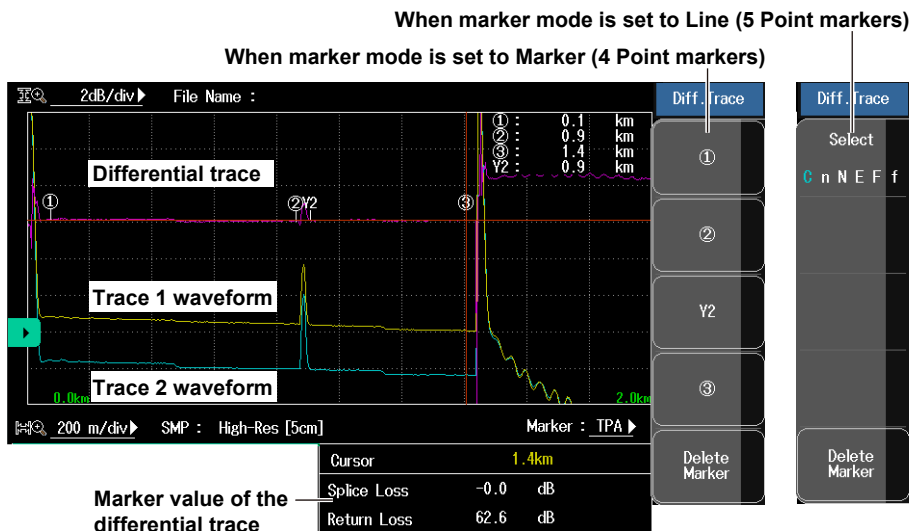 When marker mode is set to Line (5 Point markers)
When marker mode is set to Marker (4 Point markers)
2dB/div File Name :
Diff.Trace
Diff.Trace
① : 0.1 km
② : 0.9 km
③ : 1.4 km
Y2 : 0.9 km
Differential trace
① ②Y2 ③
Trace 1 waveform
Trace 2 waveform
0.0km 2.0km
200 m/div SMP : High-Res [5cm] Marker : TPA
①
②
Y2
③
Delete
Marker
Select
C n N E F f
Delete
Marker
Cursor 1.4km
Marker value of the
differential trace
Splice Loss -0.0 dB
Return Loss 62.6 dB